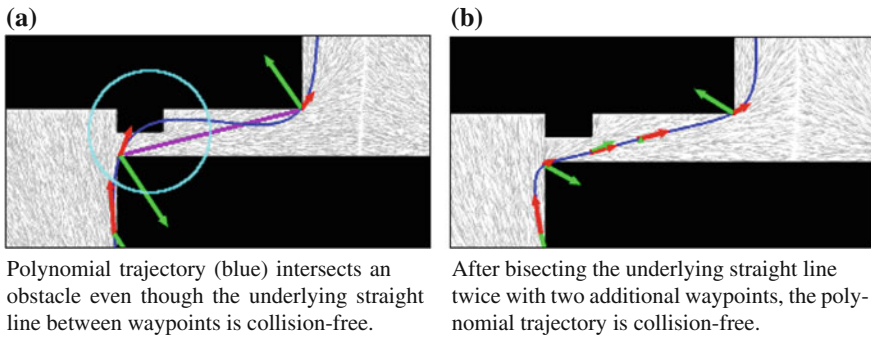 (a)
Polynomial trajectory (blue) intersects an
obstacle even though the underlying straight
line between waypoints is collision-free.
(b)
After bisecting the underlying straight line
twice with two additional waypoints, the poly-
nomial trajectory is collision-free.